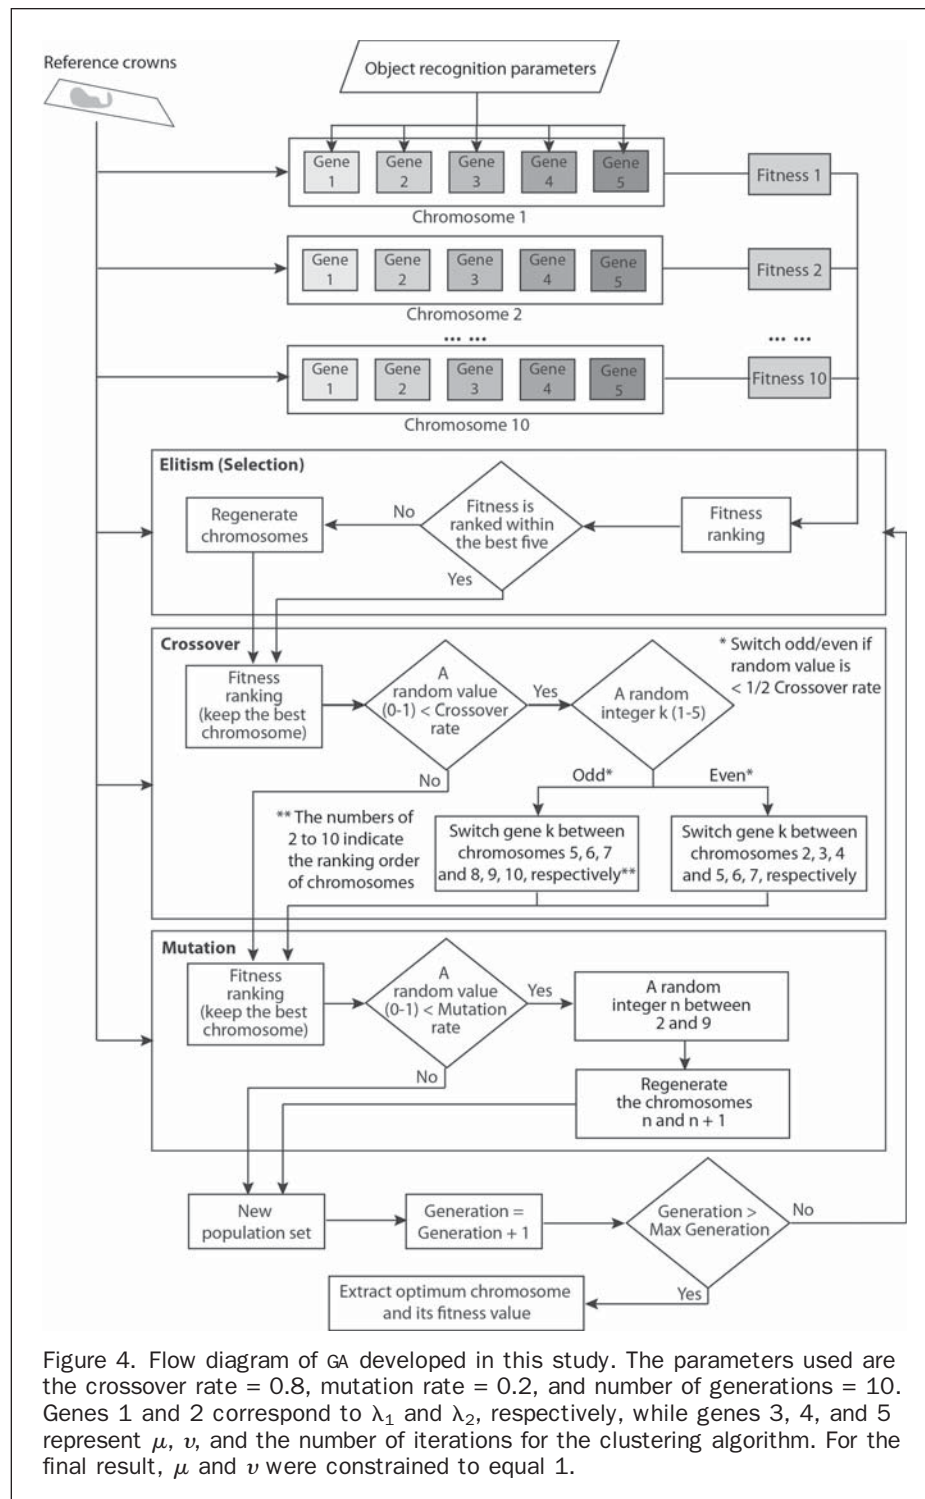 Reference crowns
Object recognition parameters
Gene 1
Gene 2
Gene 3
Gene 4
Gene 5
Fitness 1
Chromosome 1
Gene 1
Gene 2
Gene 3
Gene 4
Gene 5
Fitness 2
Chromosome 2
... ...
... ...
Gene 1
Gene 2
Gene 3
Gene 4
Gene 5
Fitness 10
Chromosome 10
Elitism (Selection)
Regenerate
chromosomes
No
Fitness is
ranked within
the best five
Yes
Fitness
ranking
Crossover
Fitness
ranking
(keep the best
chromosome)
A
random value
(0-1) < Crossover
rate
Yes
No
A random
integer k (1-5)
* Switch odd/even if
random value is
< 1/2 Crossover rate
Odd*
Even*
** The numbers of
2 to 10 indicate
the ranking order
of chromosomes
Switch gene k between
chromosomes 5, 6, 7
and 8, 9, 10, respectively**
Switch gene k between
chromosomes 2, 3, 4
and 5, 6, 7, respectively
Mutation
Fitness
ranking
(keep the best
chromosome)
A
random value
(0-1) < Mutation
rate
Yes
No
A random
integer n between
2 and 9
Regenerate
the chromosomes
n and n + 1
New
population set
Generation =
Generation + 1
Generation >
Max Generation
No
Yes
Extract optimum chromosome
and its fitness value
Figure 4. Flow diagram of GA developed in this study. The parameters used are
the crossover rate = 0.8, mutation rate = 0.2, and number of generations = 10.
Genes 1 and 2 correspond to λ₁ and λ₂, respectively, while genes 3, 4, and 5
represent μ, ν, and the number of iterations for the clustering algorithm. For the
final result, μ and ν were constrained to equal 1.